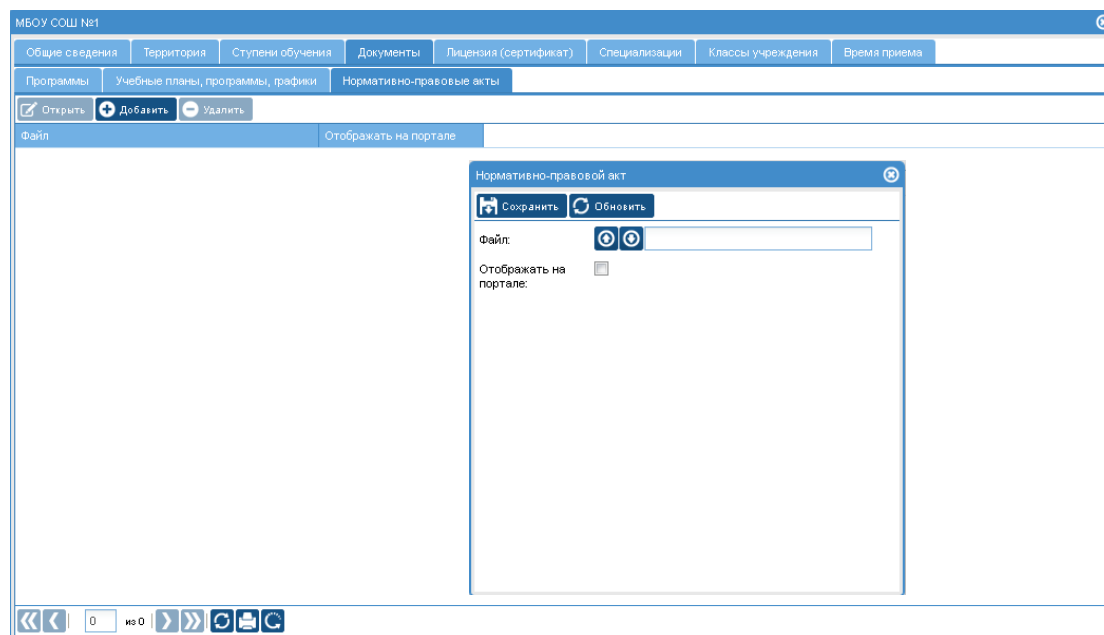 МБОУ СОШ №1
Общие сведения Территория Ступени обучения Документы Лицензия (сертификат) Специализации Классы учреждения Время приема
Программы Учебные планы, программы, графики Нормативно-правовые акты
Открыть Добавить Удалить
Файл Отображать на портале
Нормативно-правовой акт
Сохранить Обновить
Файл:
Отображать на
портале:
0 из 0